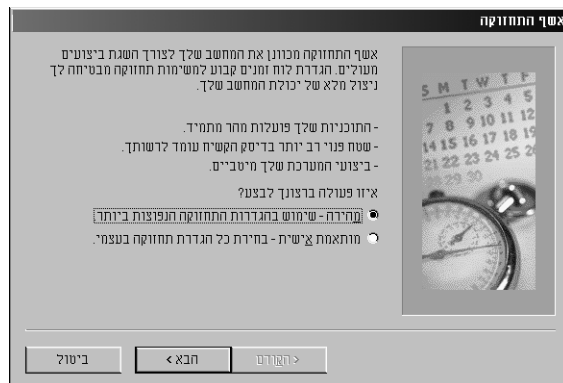 אשף התחזוקה
אשף התחזוקה מכוונן את המחשב שלך לצורך השגת ביצועים
מעולים. הגדרת לוח זמנים קבוע למשימות תחזוקה מבטיחה לך
ניצול מלא של יכולת המחשב שלך.
- התוכניות שלך פועלות מהר מתמיד.
- שטח פנוי רב יותר בדיסק הקשיח עומד לרשותך.
- ביצועי המערכת שלך מיטביים.
איזו פעולה ברצונך לבצע?
מהירה - שימוש בהגדרות התחזוקה הנפוצות ביותר.
מותאמת אישית - בחירת כל הגדרת תחזוקה בעצמי.
S M T W T F
1 2 3 4 5
7 8 9 10 11 12
14 15 16 17 18 19
21 22 23 24 25 26
28 29 30
< הקודם
הבא >
ביטול